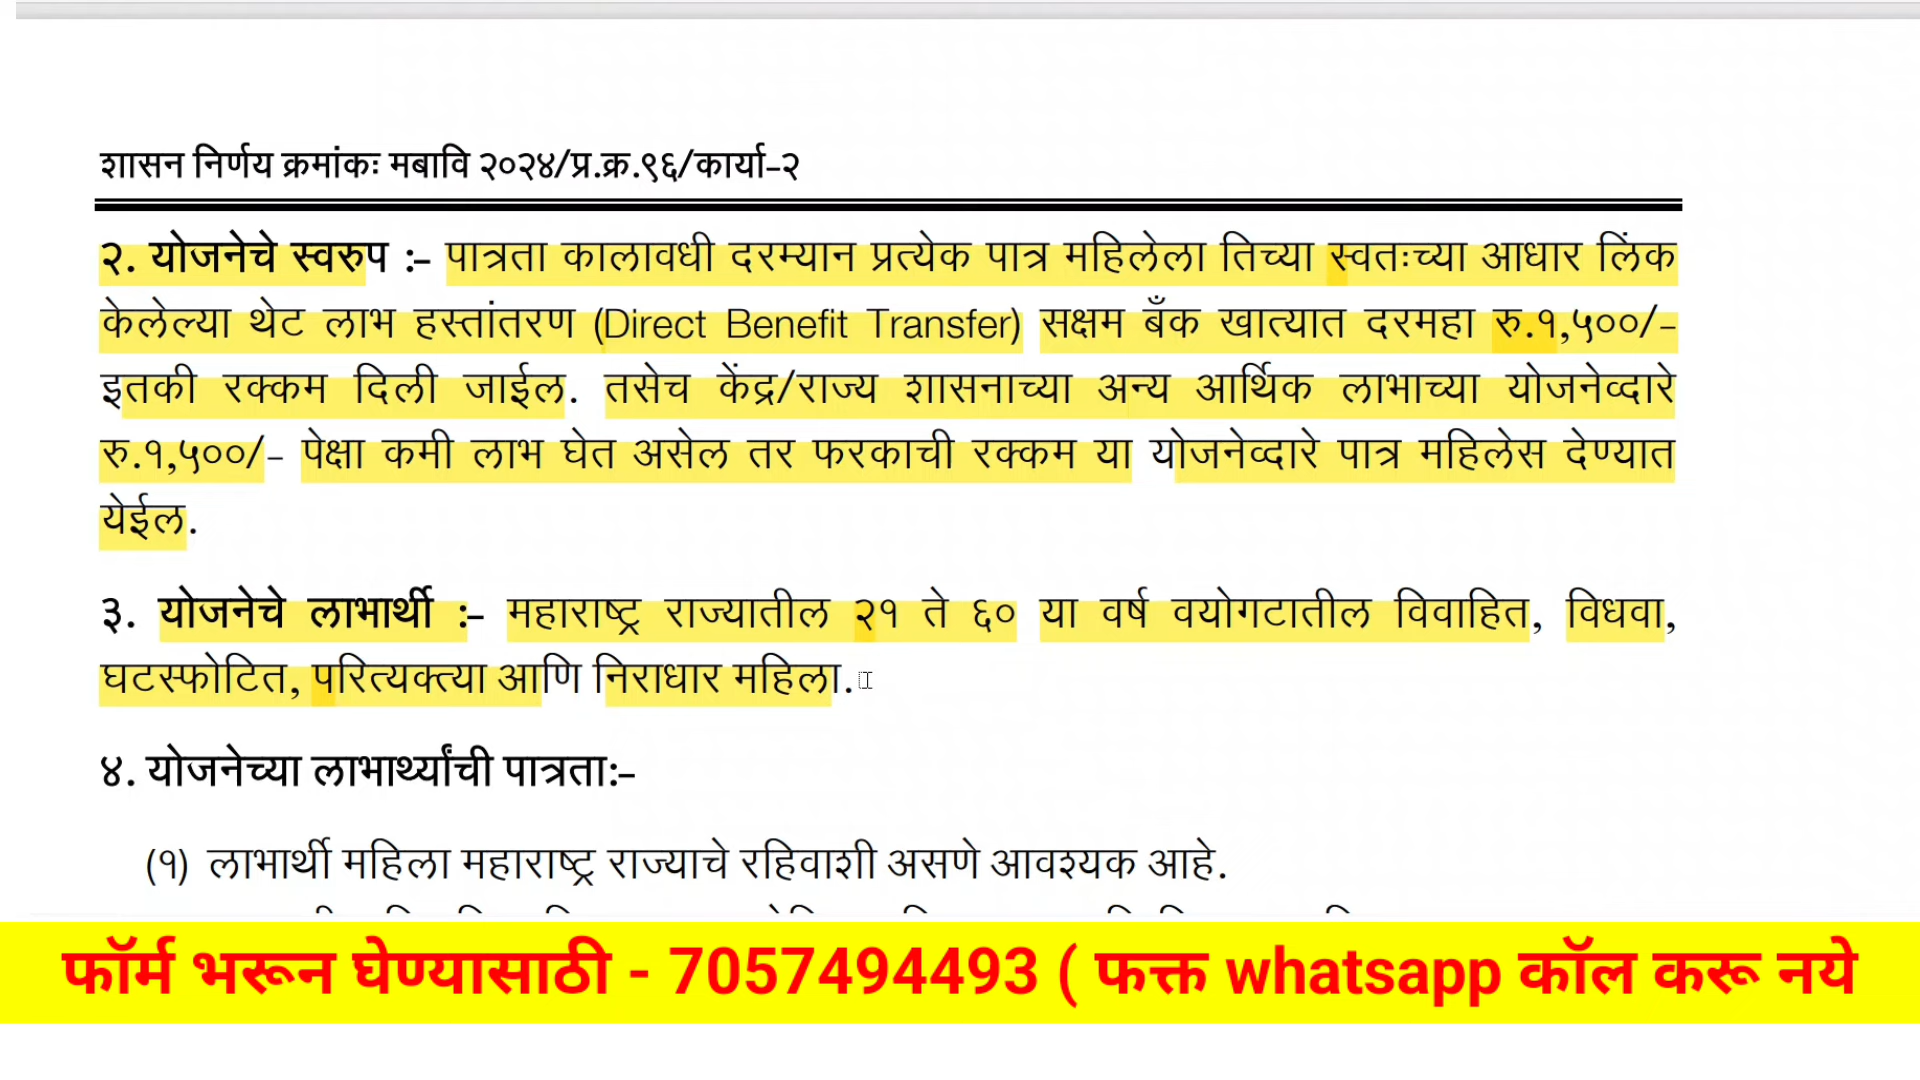 शासन निर्णय क्रमांकः मबावि २०२४/प्र.क्र.९६/कार्या-२
२. योजनेचे स्वरुप :- पात्रता कालावधी दरम्यान प्रत्येक पात्र महिलेला तिच्या स्वतःच्या आधार लिंक
केलेल्या थेट लाभ हस्तांतरण (Direct Benefit Transfer) सक्षम बँक खात्यात दरमहा रु.१,५००/-
इतकी रक्कम दिली जाईल. तसेच केंद्र/राज्य शासनाच्या अन्य आर्थिक लाभाच्या योजनेव्दारे
रु.१,५००/- पेक्षा कमी लाभ घेत असेल तर फरकाची रक्कम या योजनेव्दारे पात्र महिलेस देण्यात
येईल.
३. योजनेचे लाभार्थी :- महाराष्ट्र राज्यातील २१ ते ६० या वर्ष वयोगटातील विवाहित, विधवा,
घटस्फोटित, परित्यक्त्या आणि निराधार महिला.
४. योजनेच्या लाभार्थ्यांची पात्रता:-
(१) लाभार्थी महिला महाराष्ट्र राज्याचे रहिवाशी असणे आवश्यक आहे.
फॉर्म भरून घेण्यासाठी - 7057494493 ( फक्त whatsapp कॉल करू नये